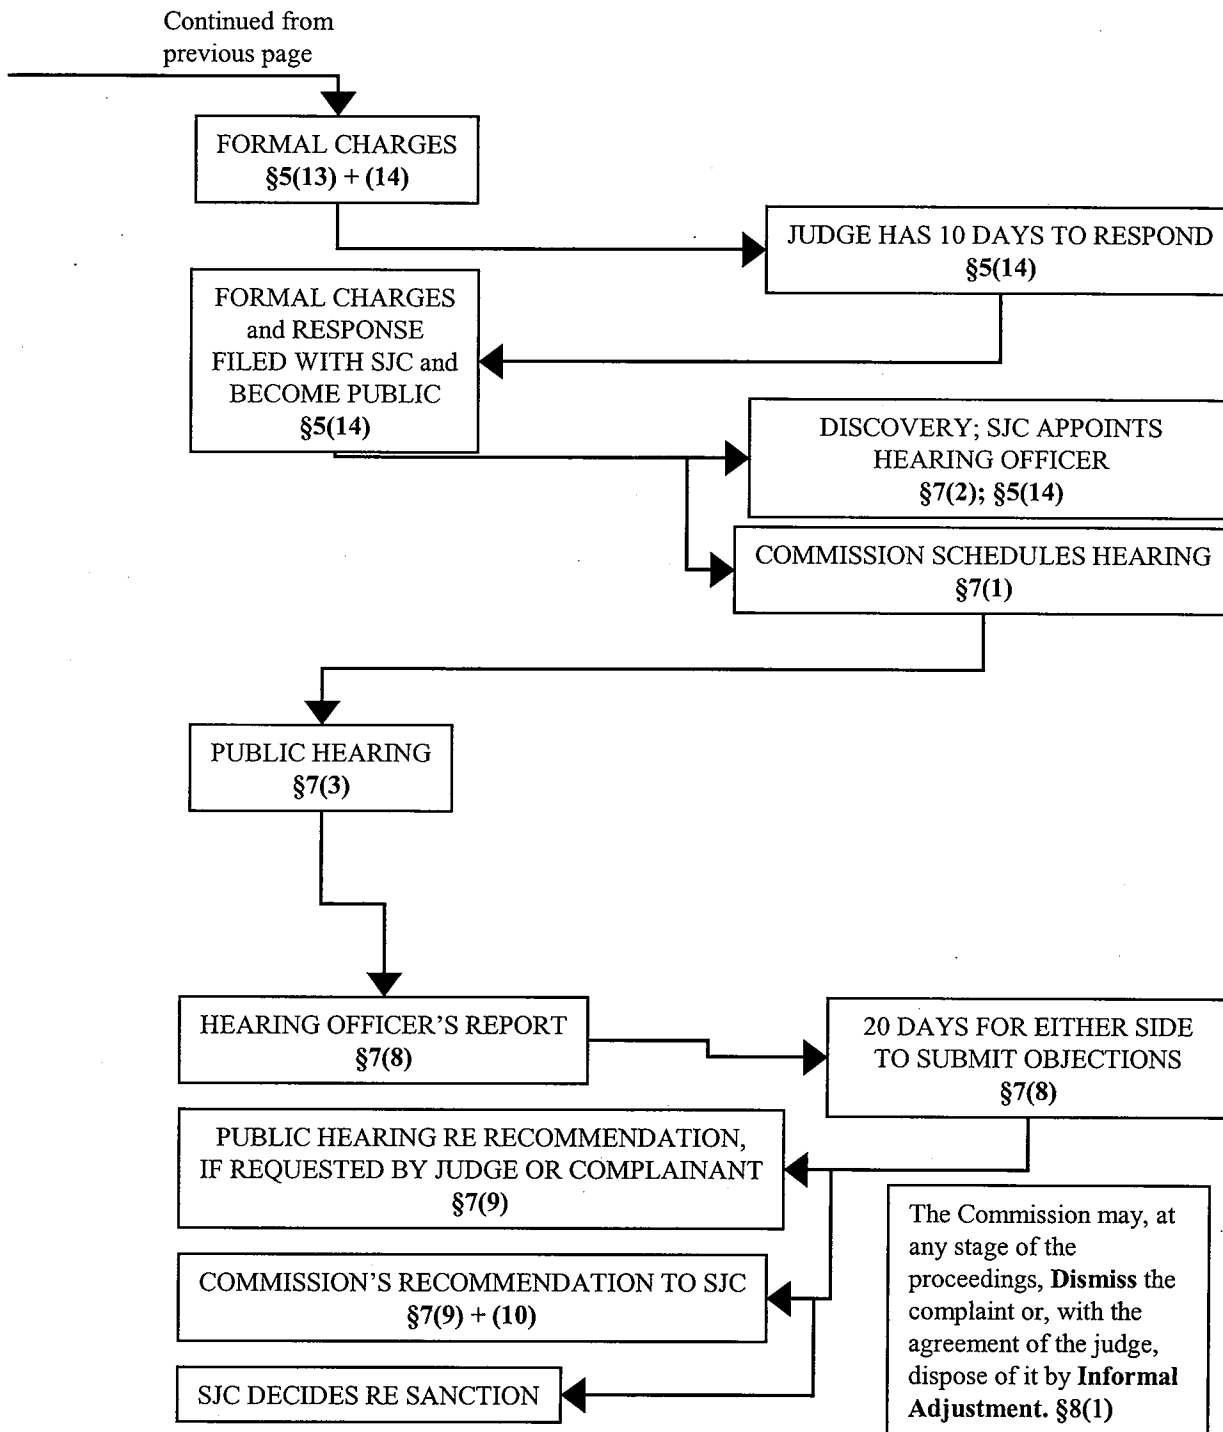 Continued from
previous page
FORMAL CHARGES
§5(13) + (14)
JUDGE HAS 10 DAYS TO RESPOND
§5(14)
FORMAL CHARGES
and RESPONSE
FILED WITH SJC and
BECOME PUBLIC
§5(14)
DISCOVERY; SJC APPOINTS
HEARING OFFICER
§7(2); §5(14)
COMMISSION SCHEDULES HEARING
§7(1)
PUBLIC HEARING
§7(3)
HEARING OFFICER'S REPORT
§7(8)
20 DAYS FOR EITHER SIDE
TO SUBMIT OBJECTIONS
§7(8)
PUBLIC HEARING RE RECOMMENDATION,
IF REQUESTED BY JUDGE OR COMPLAINANT
§7(9)
COMMISSION'S RECOMMENDATION TO SJC
§7(9) + (10)
SJC DECIDES RE SANCTION
The Commission may, at
any stage of the
proceedings, Dismiss the
complaint or, with the
agreement of the judge,
dispose of it by Informal
Adjustment. §8(1)